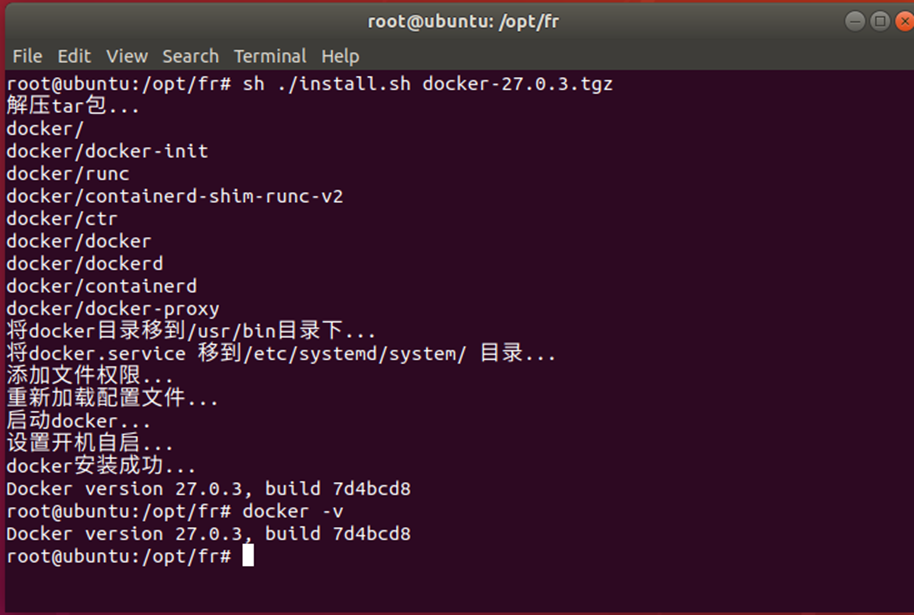 root@ubuntu: /opt/fr
File Edit View Search Terminal Help
root@ubuntu:/opt/fr# sh ./install.sh docker-27.0.3.tgz
解压tar包...
docker/
docker/docker-init
docker/runc
docker/containerd-shim-runc-v2
docker/ctr
docker/docker
docker/dockerd
docker/containerd
docker/docker-proxy
将docker目录移到/usr/bin目录下...
将docker.service 移到/etc/systemd/system/ 目录...
添加文件权限...
重新加载配置文件...
启动docker...
设置开机自启...
docker安装成功...
Docker version 27.0.3, build 7d4bcd8
root@ubuntu:/opt/fr# docker -v
Docker version 27.0.3, build 7d4bcd8
root@ubuntu:/opt/fr#